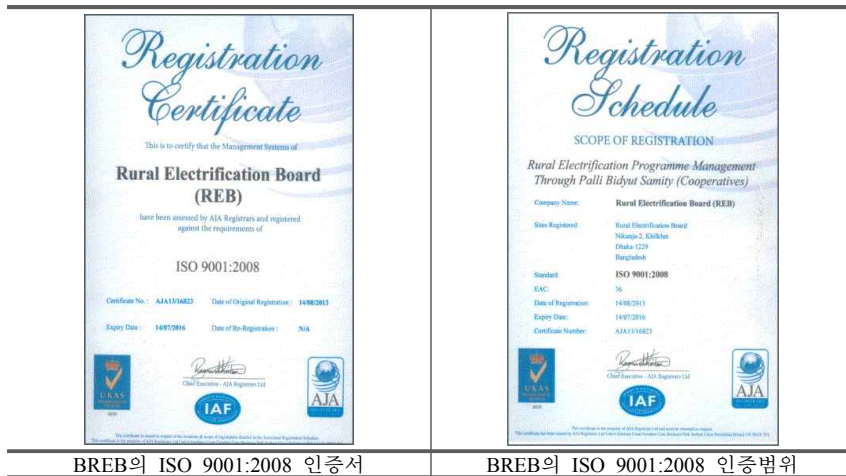 Registration
Certificate
This is to certify that the Management Systems of
Rural Electrification Board
(REB)
have been assessed by AJA Registrars and registered
against the requirements of
ISO 9001:2008
Certificate No. : AJA13/16823 Date of Original Registration : 14/08/2013
Expiry Date : 14/07/2016 Date of Re-Registration : N/A
Chief Executive - AJA Registrars Ltd
UKAS
IAF
AJA
BREB의 ISO 9001:2008 인증서
Registration
Schedule
SCOPE OF REGISTRATION
Rural Electrification Programme Management
Through Palli Bidyut Samity (Cooperatives)
Company Name: Rural Electrification Board (REB)
Sites Registered: Rural Electrification Board
Nikunja-2, Khilkhet
Dhaka-1229
Bangladesh
Standard: ISO 9001:2008
EAC: 36
Date of Registration: 14/08/2013
Expiry Date: 14/07/2016
Certificate Number: AJA13/16823
Chief Executive - AJA Registrars Ltd
UKAS
IAF
AJA
BREB의 ISO 9001:2008 인증범위